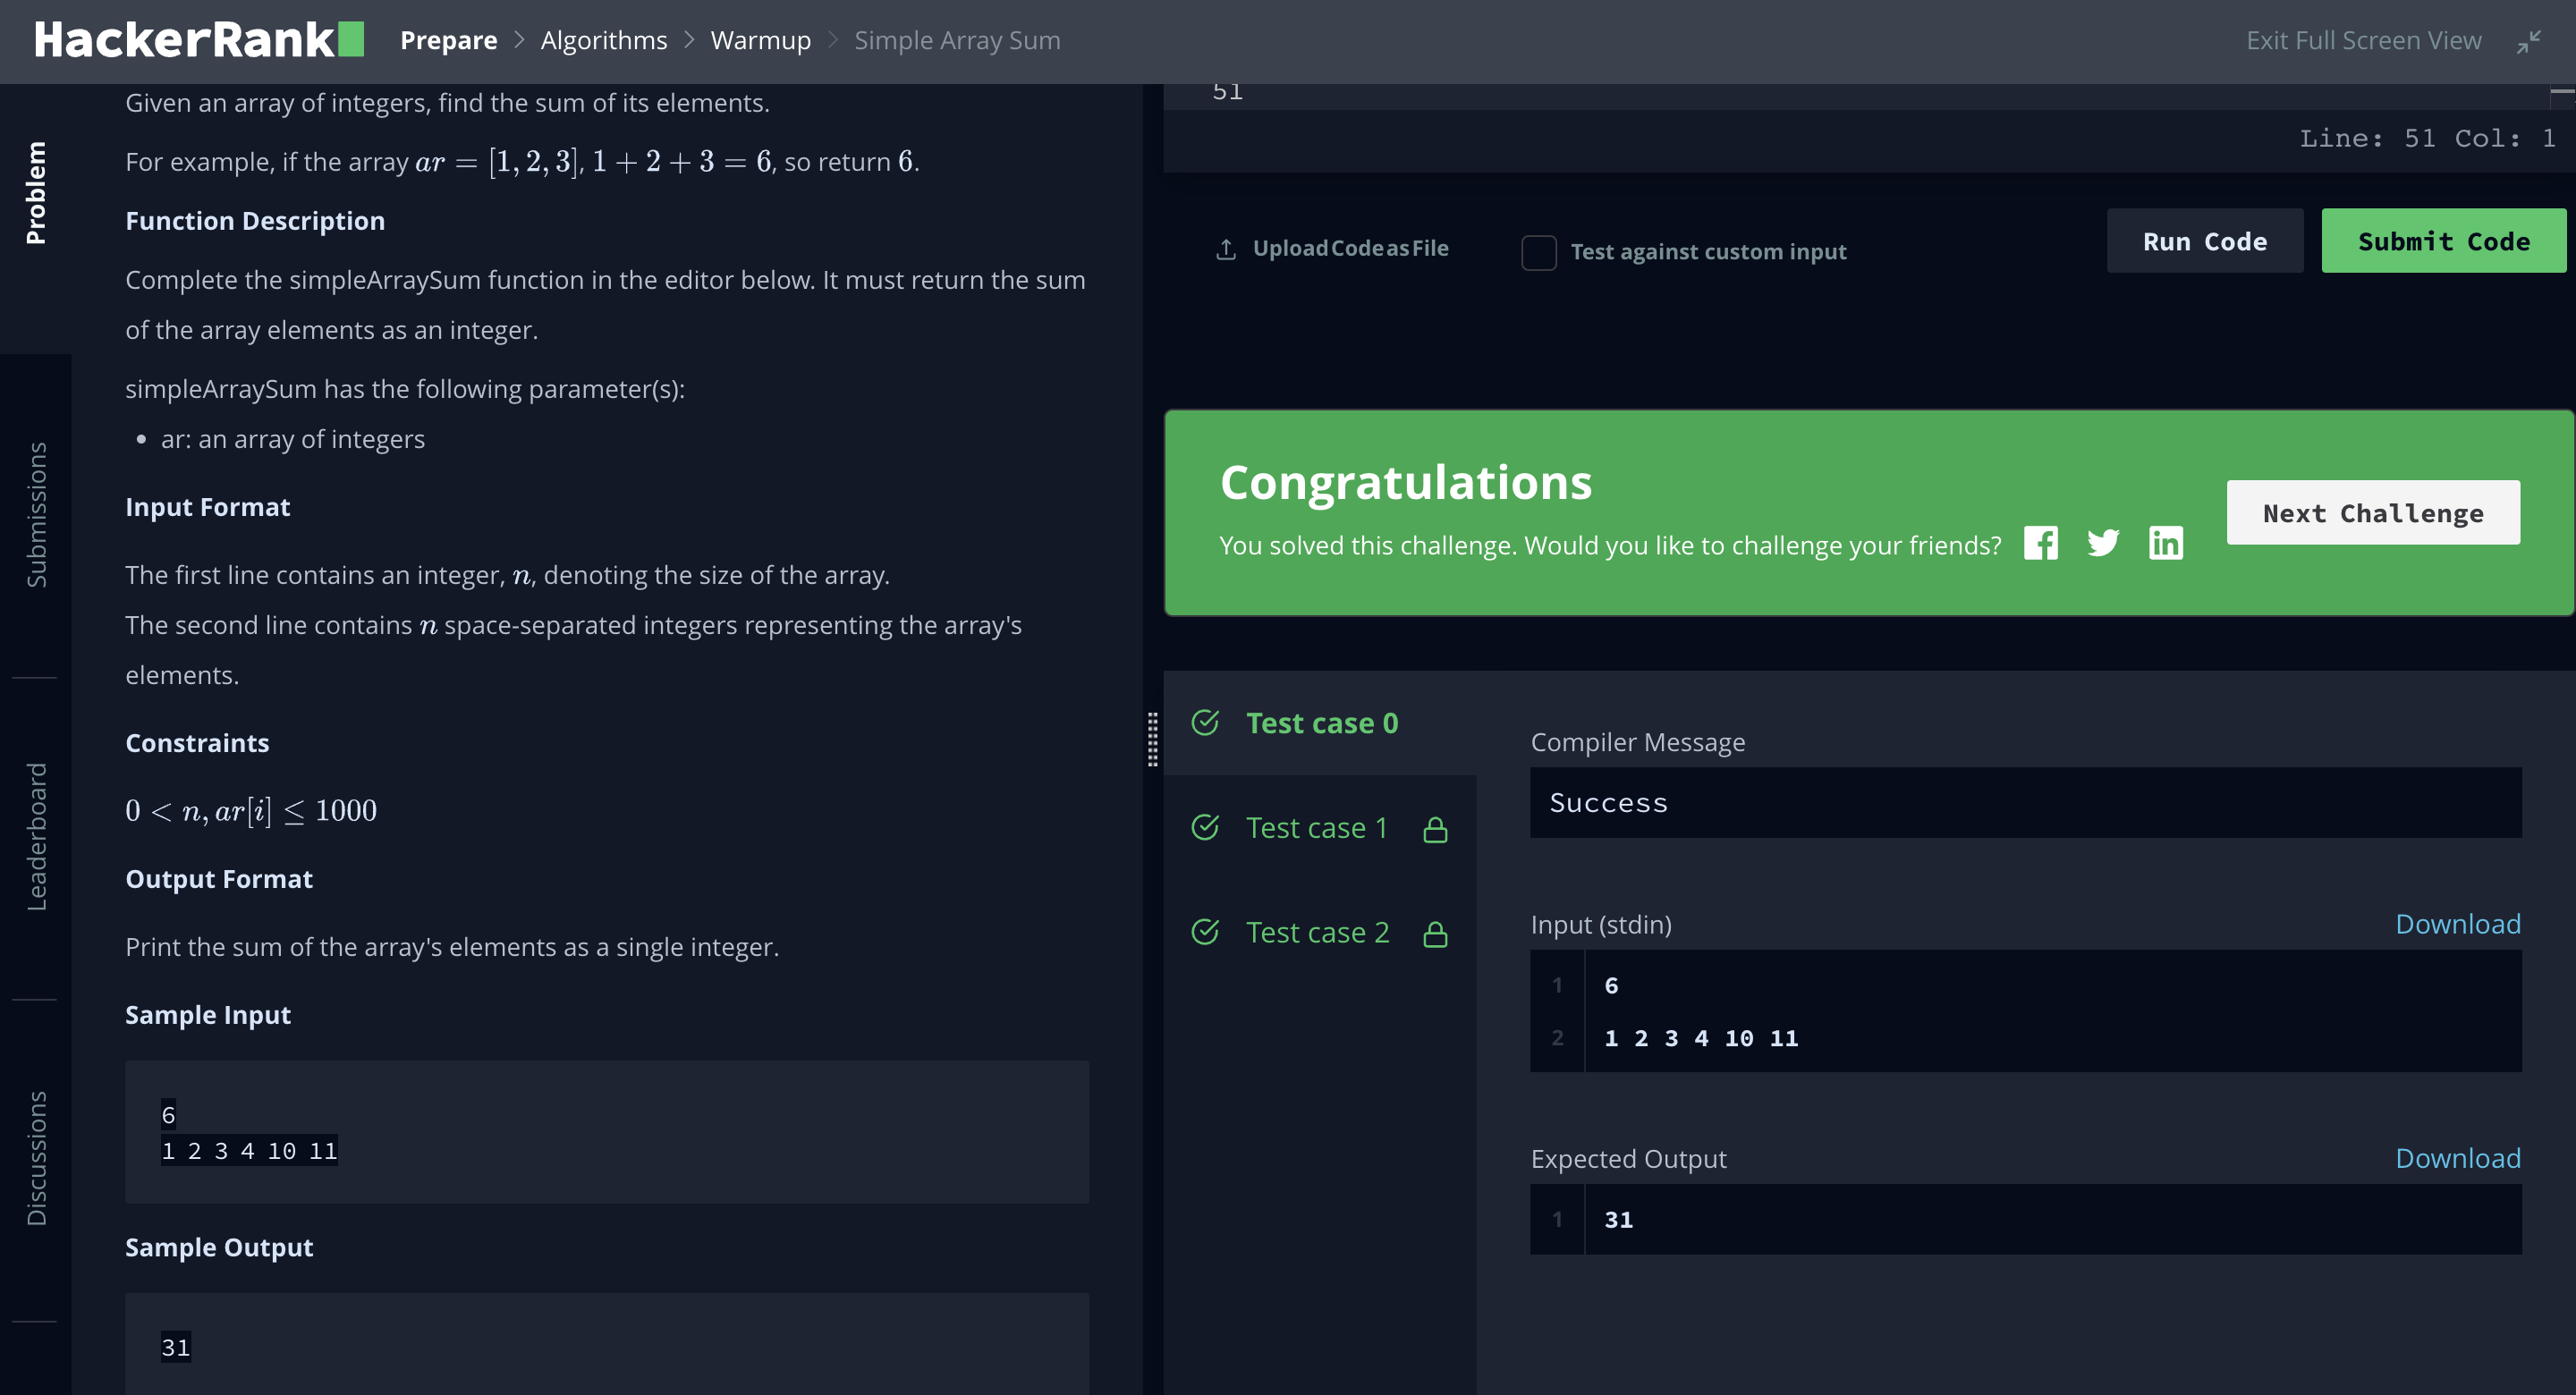 HackerRank
Prepare > Algorithms > Warmup > Simple Array Sum
Exit Full Screen View
Problem
Submissions
Leaderboard
Discussions
Given an array of integers, find the sum of its elements.
For example, if the array ar = [1, 2, 3], 1 + 2 + 3 = 6, so return 6.
Function Description
Complete the simpleArraySum function in the editor below. It must return the sum
of the array elements as an integer.
simpleArraySum has the following parameter(s):
• ar: an array of integers
Input Format
The first line contains an integer, n, denoting the size of the array.
The second line contains n space-separated integers representing the array's
elements.
Constraints
0 < n, ar[i] ≤ 1000
Output Format
Print the sum of the array's elements as a single integer.
Sample Input
6
1 2 3 4 10 11
Sample Output
31
51
Line: 51 Col: 1
Upload Code as File
Test against custom input
Run Code
Submit Code
Congratulations
You solved this challenge. Would you like to challenge your friends?
Next Challenge
Test case 0
Test case 1
Test case 2
Compiler Message
Success
Input (stdin)
Download
1 6
2 1 2 3 4 10 11
Expected Output
Download
1 31